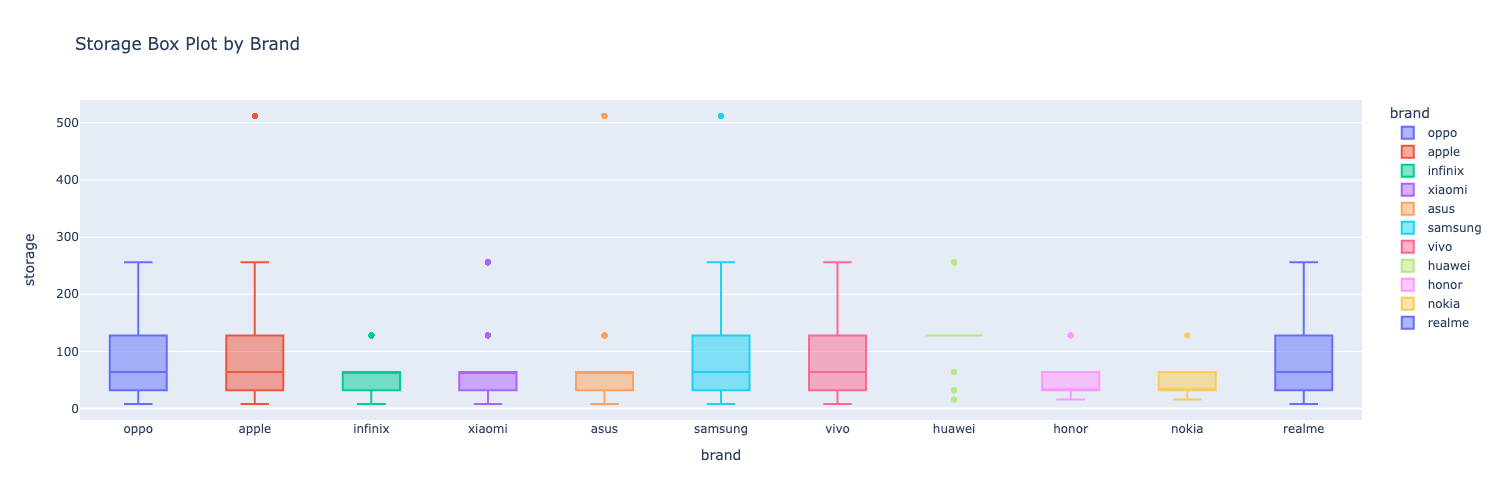 Storage Box Plot by Brand
storage
500
400
300
200
100
0
oppo apple infinix xiaomi asus samsung vivo huawei honor nokia realme
brand
brand
oppo
apple
infinix
xiaomi
asus
samsung
vivo
huawei
honor
nokia
realme